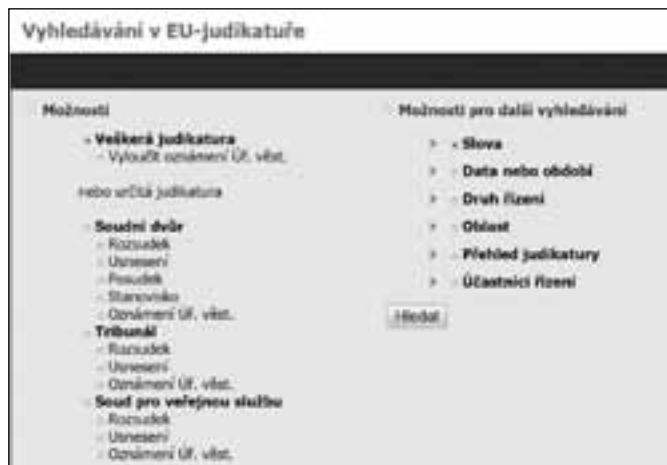 Vyhledávání v EU-judikatuře
Možnosti
Veškerá judikatura
Vyloučit oznámení Úř. věst.
nebo určitá judikatura
Soudní dvůr
Rozsudek
Usnesení
Posudek
Stanovisko
Oznámení Úř. věst.
Tribunál
Rozsudek
Usnesení
Oznámení Úř. věst.
Soud pro veřejnou službu
Rozsudek
Usnesení
Oznámení Úř. věst.
Možnosti pro další vyhledávání
Slova
Data nebo období
Druh řízení
Oblast
Přehled judikatury
Účastníci řízení
Hledat